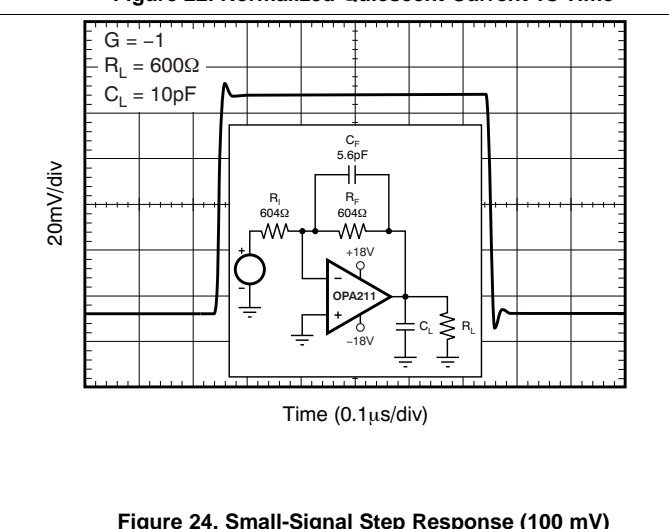 Figure 22. Normalized Quiescent Current vs Time
G = −1
R_L = 600Ω
C_L = 10pF
20mV/div
C_F
5.6pF
R_I
604Ω
R_F
604Ω
+
−
+18V
−
OPA211
+
−18V
C_L
R_L
Time (0.1μs/div)
Figure 24. Small-Signal Step Response (100 mV)